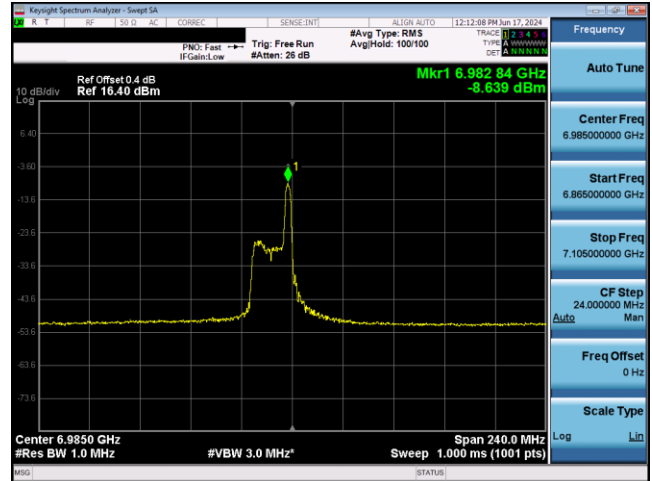 Keysight Spectrum Analyzer - Swept SA
R T RF 50 Ω AC CORREC SENSE:INT ALIGN AUTO 12:12:08 PM Jun 17, 2024
PNO: Fast
IFGain:Low
Trig: Free Run
#Atten: 26 dB
#Avg Type: RMS
Avg|Hold: 100/100
TRACE 1 2 3 4 5 6
TYPE A WWWWW
DET A N N N N N
Mkr1 6.982 84 GHz
-8.639 dBm
Ref Offset 0.4 dB
10 dB/div Ref 16.40 dBm
Log
6.40
-3.60
-13.6
-23.6
-33.6
-43.6
-53.6
-63.6
-73.6
1
Center 6.9850 GHz Span 240.0 MHz
#Res BW 1.0 MHz #VBW 3.0 MHz* Sweep 1.000 ms (1001 pts)
MSG STATUS
Frequency
Auto Tune
Center Freq
6.985000000 GHz
Start Freq
6.865000000 GHz
Stop Freq
7.105000000 GHz
CF Step
24.000000 MHz
Auto Man
Freq Offset
0 Hz
Scale Type
Log Lin